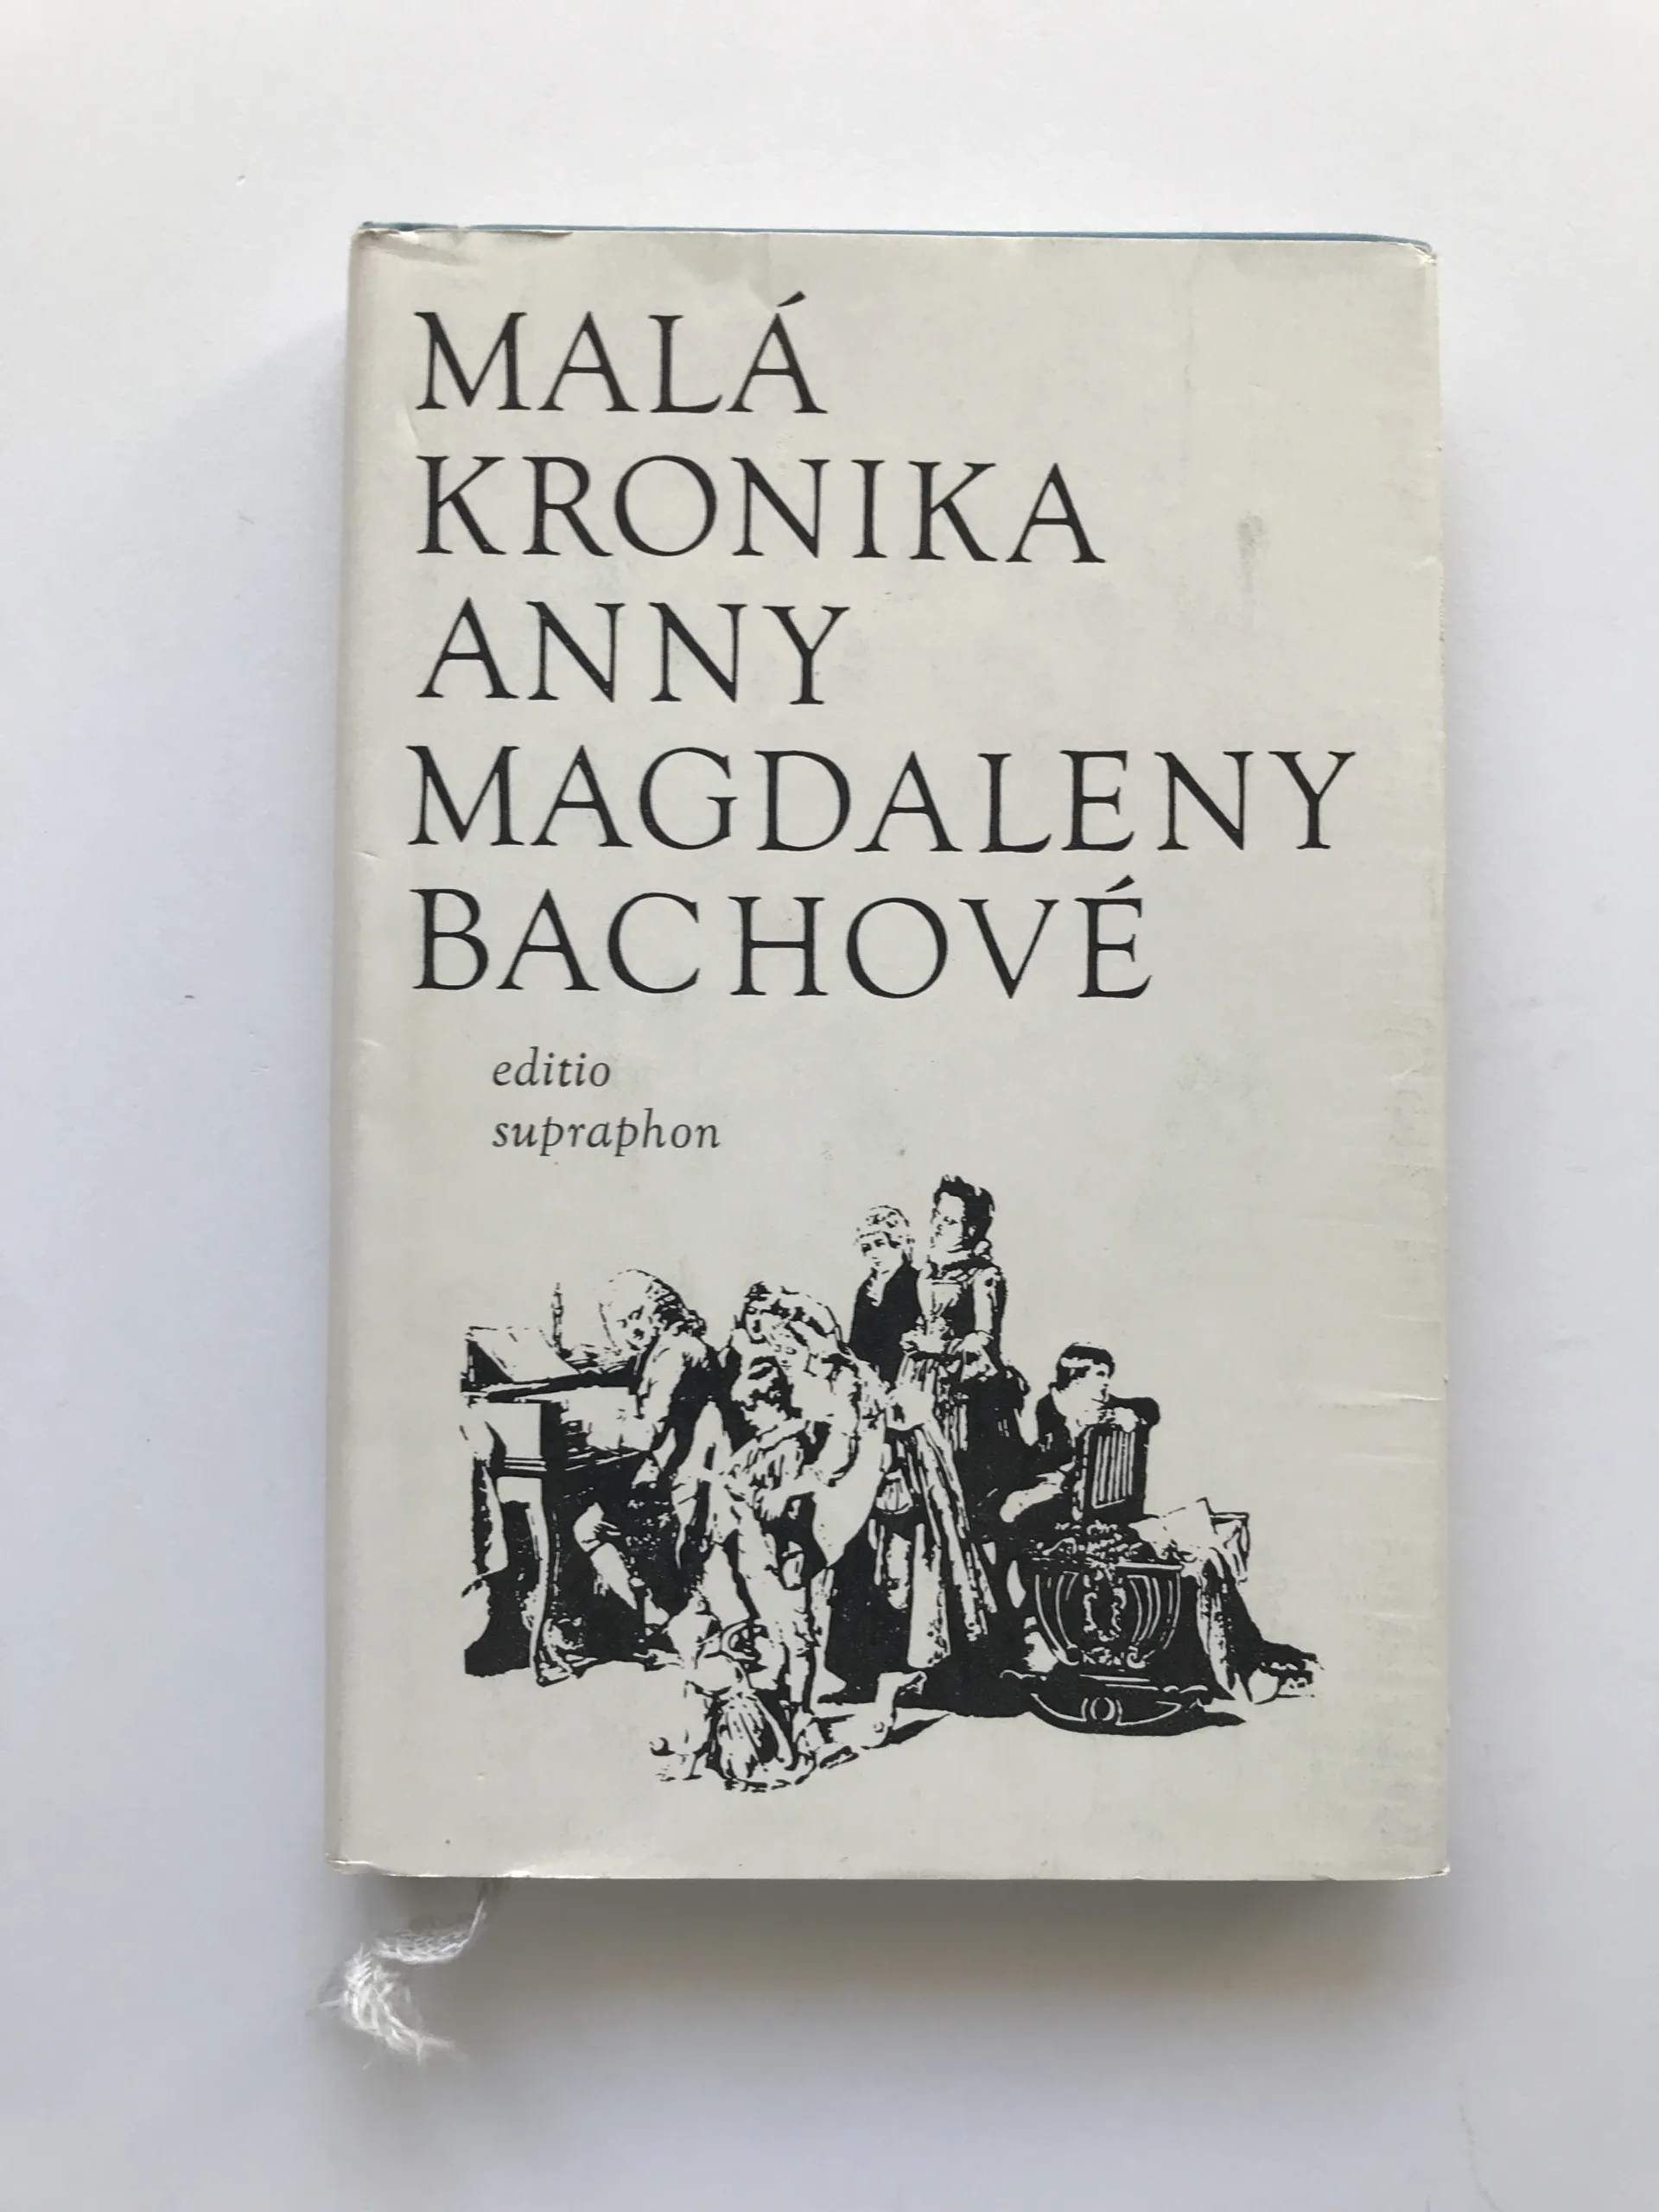 MALÁ
KRONIKA
ANNY
MAGDALENY
BACHOVÉ
editio
supraphon